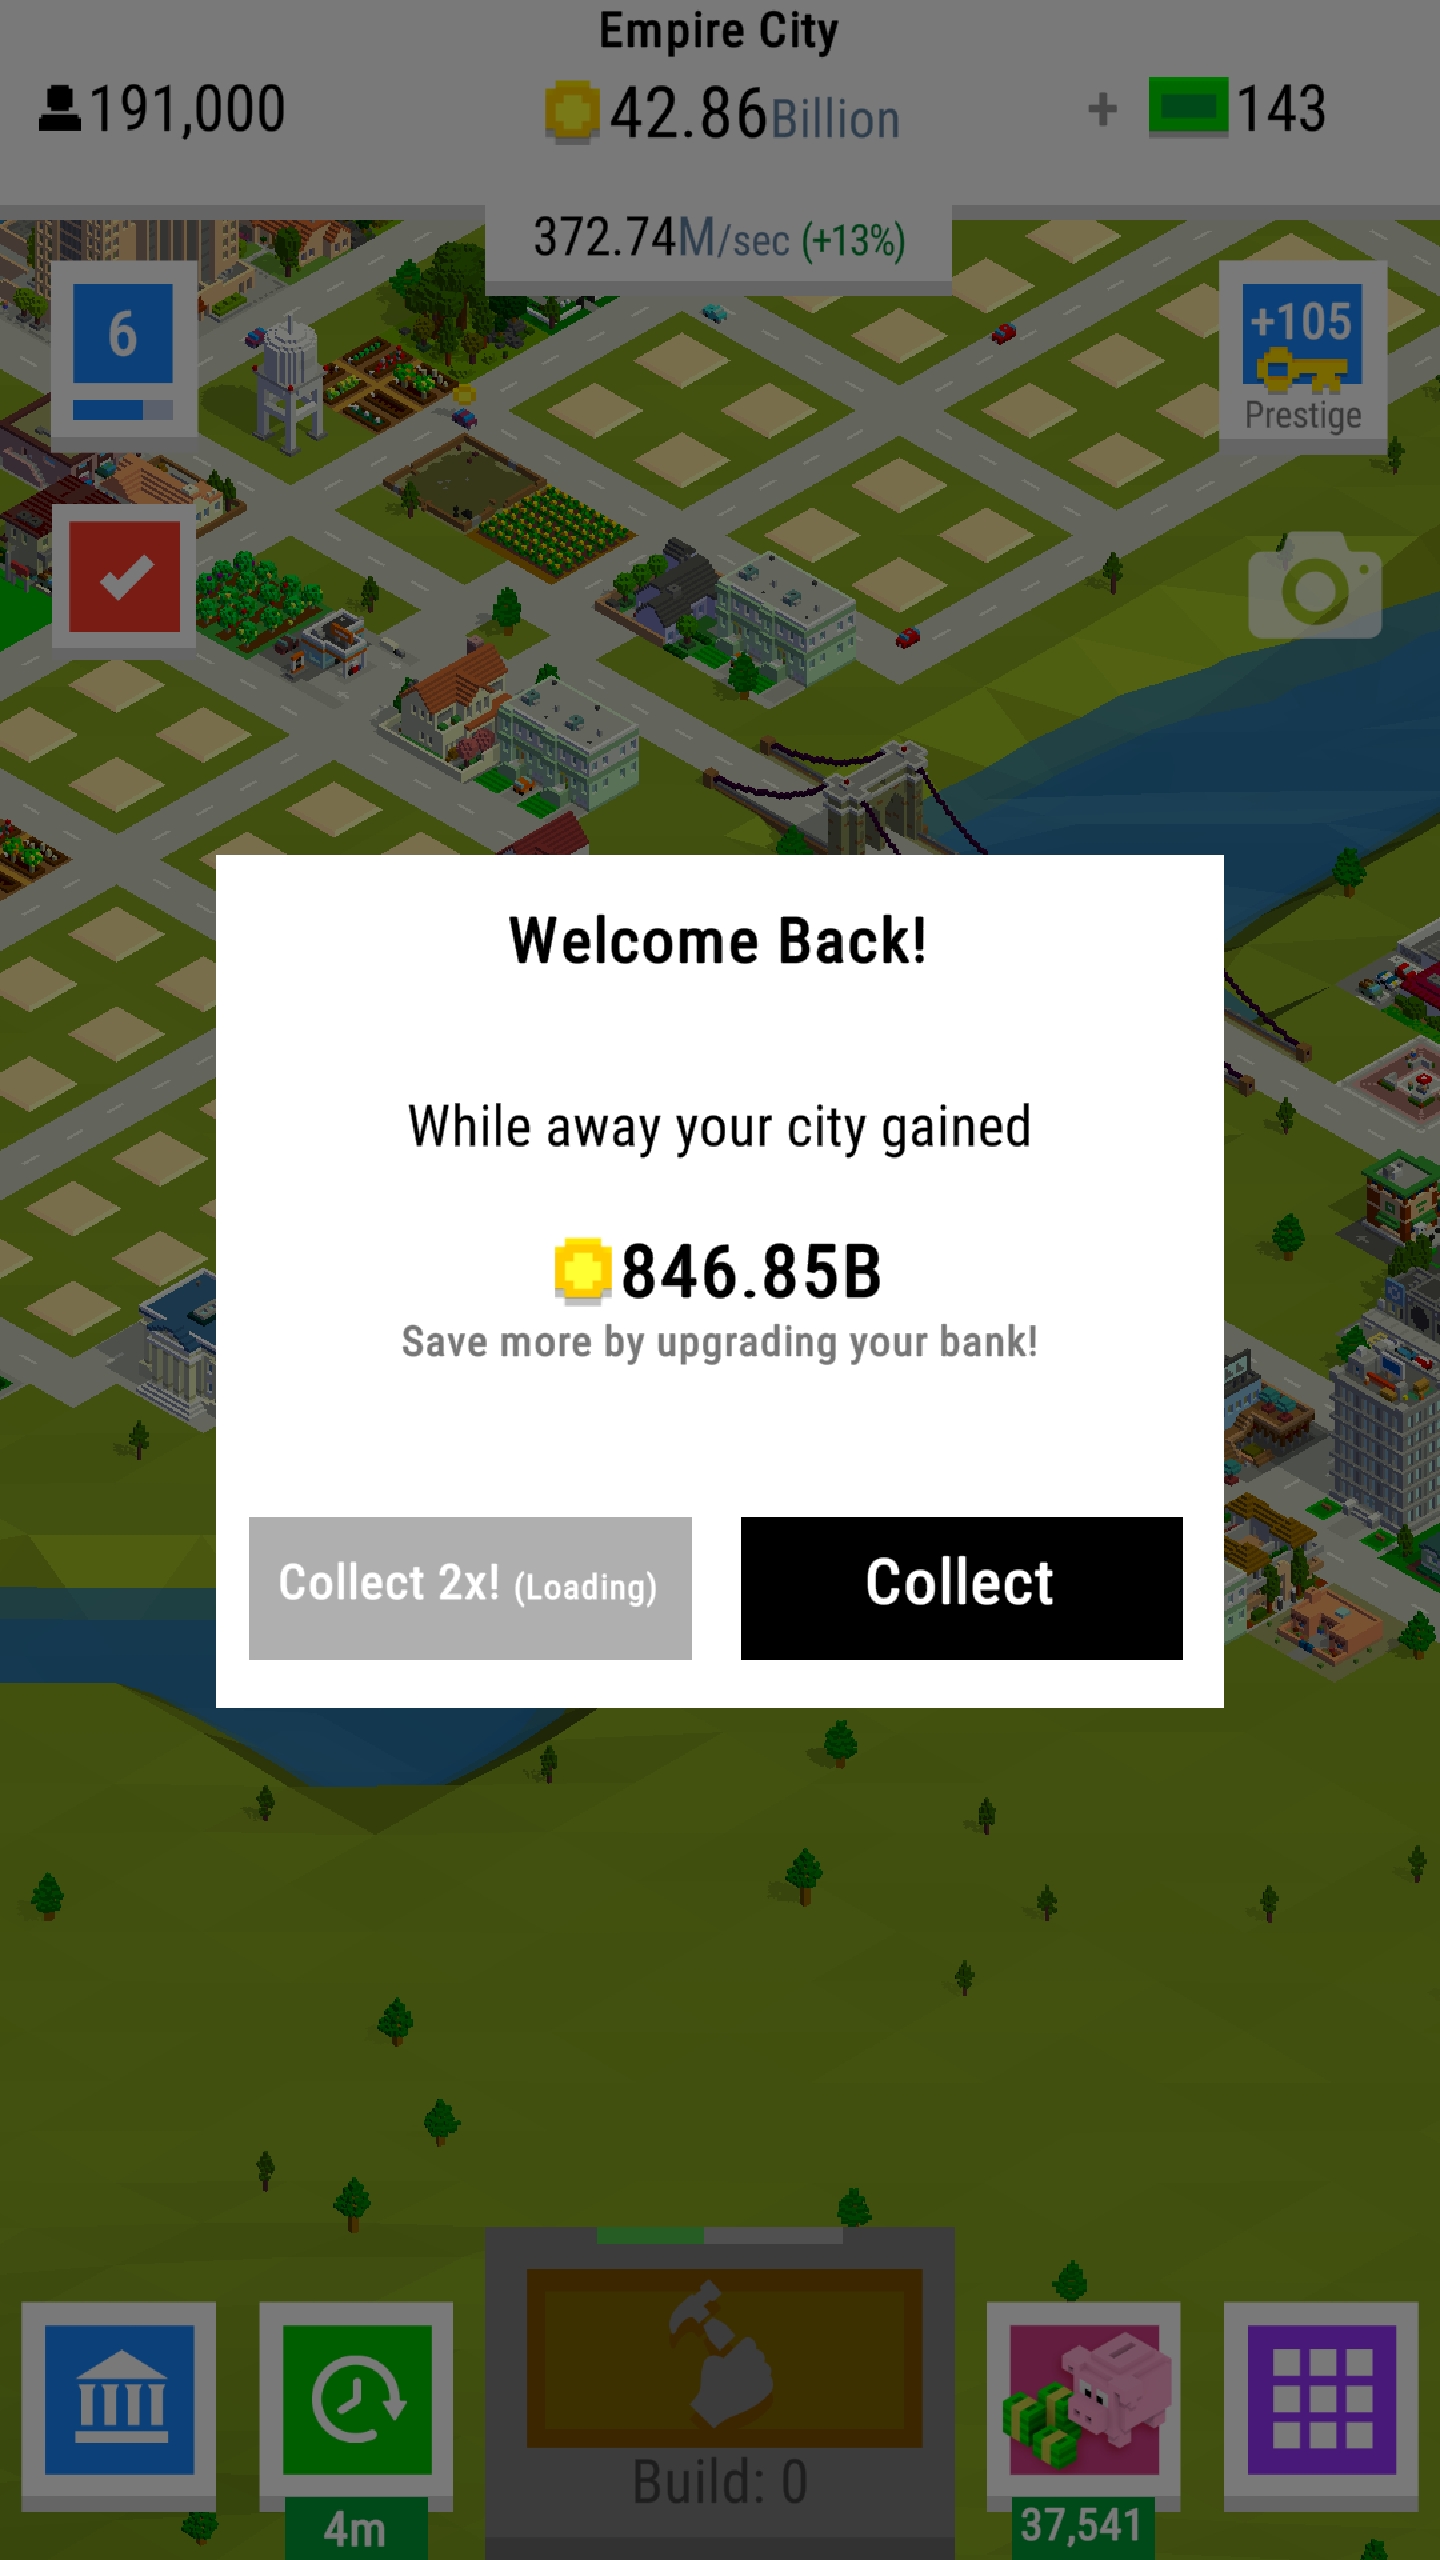 Empire City
191,000
42.86Billion
+ 143
372.74M/sec (+13%)
6
+105
Prestige
Welcome Back!
While away your city gained
846.85B
Save more by upgrading your bank!
Collect 2x! (Loading)
Collect
Build: 0
4m
37,541